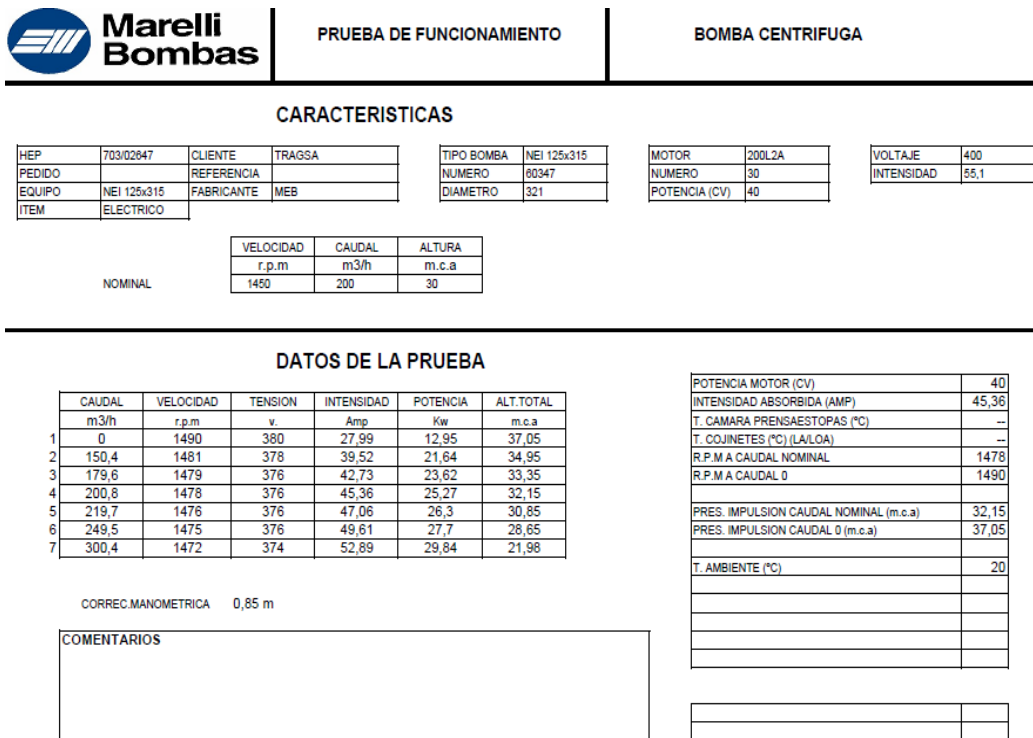 Marelli Bombas PRUEBA DE FUNCIONAMIENTO BOMBA CENTRIFUGA
CARACTERISTICAS
HEP 703/02647 CLIENTE TRAGSA TIPO BOMBA NEI 125x315 MOTOR 200L2A VOLTAJE 400
PEDIDO REFERENCIA NUMERO 60347 NUMERO 30 INTENSIDAD 55,1
EQUIPO NEI 125x315 FABRICANTE MEB DIAMETRO 321 POTENCIA (CV) 40
ITEM ELECTRICO
VELOCIDAD CAUDAL ALTURA
r.p.m m3/h m.c.a
NOMINAL 1450 200 30
DATOS DE LA PRUEBA
CAUDAL VELOCIDAD TENSION INTENSIDAD POTENCIA ALT.TOTAL
m3/h r.p.m v. Amp Kw m.c.a
1 0 1490 380 27,99 12,95 37,05
2 150,4 1481 378 39,52 21,64 34,95
3 179,6 1479 376 42,73 23,62 33,35
4 200,8 1478 376 45,36 25,27 32,15
5 219,7 1476 376 47,06 26,3 30,85
6 249,5 1475 376 49,61 27,7 28,65
7 300,4 1472 374 52,89 29,84 21,98
CORREC.MANOMETRICA 0,85 m
COMENTARIOS
POTENCIA MOTOR (CV) 40
INTENSIDAD ABSORBIDA (AMP) 45,36
T. CAMARA PRENSAESTOPAS (ºC) --
T. COJINETES (ºC) (LA/LOA) --
R.P.M A CAUDAL NOMINAL 1478
R.P.M A CAUDAL 0 1490
PRES. IMPULSION CAUDAL NOMINAL (m.c.a) 32,15
PRES. IMPULSION CAUDAL 0 (m.c.a) 37,05
T. AMBIENTE (ºC) 20